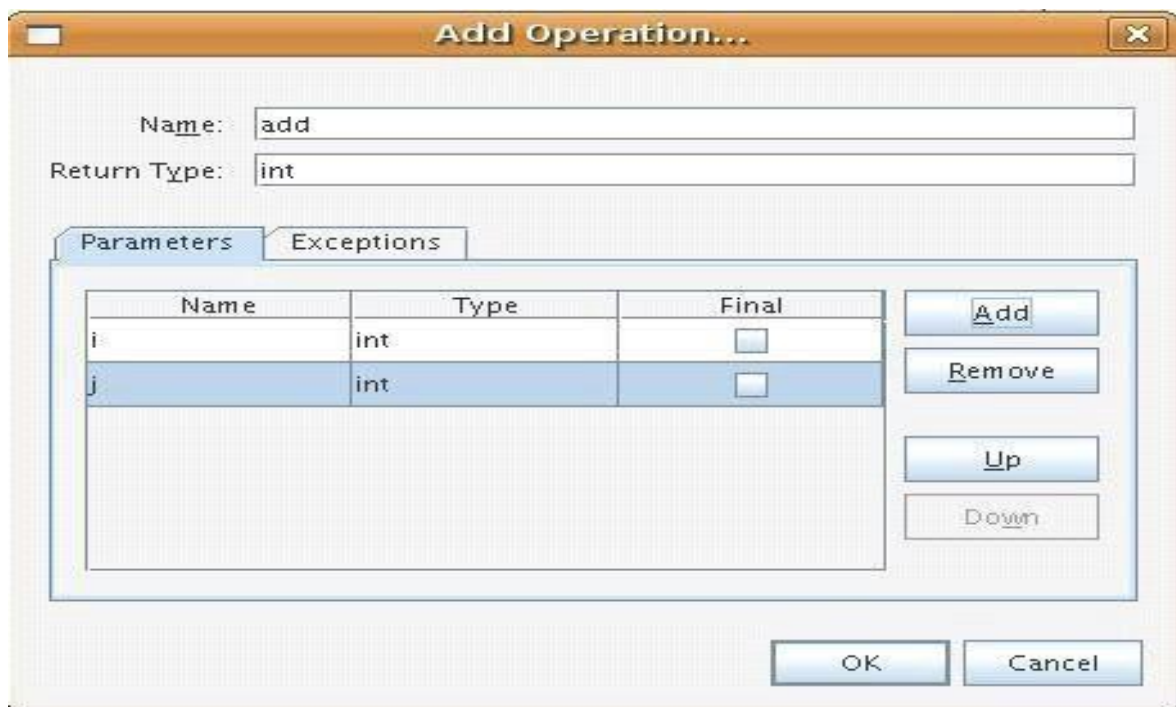 Add Operation...
Name: add
Return Type: int
Parameters Exceptions
Name Type Final
i int
j int
Add
Remove
Up
Down
OK Cancel